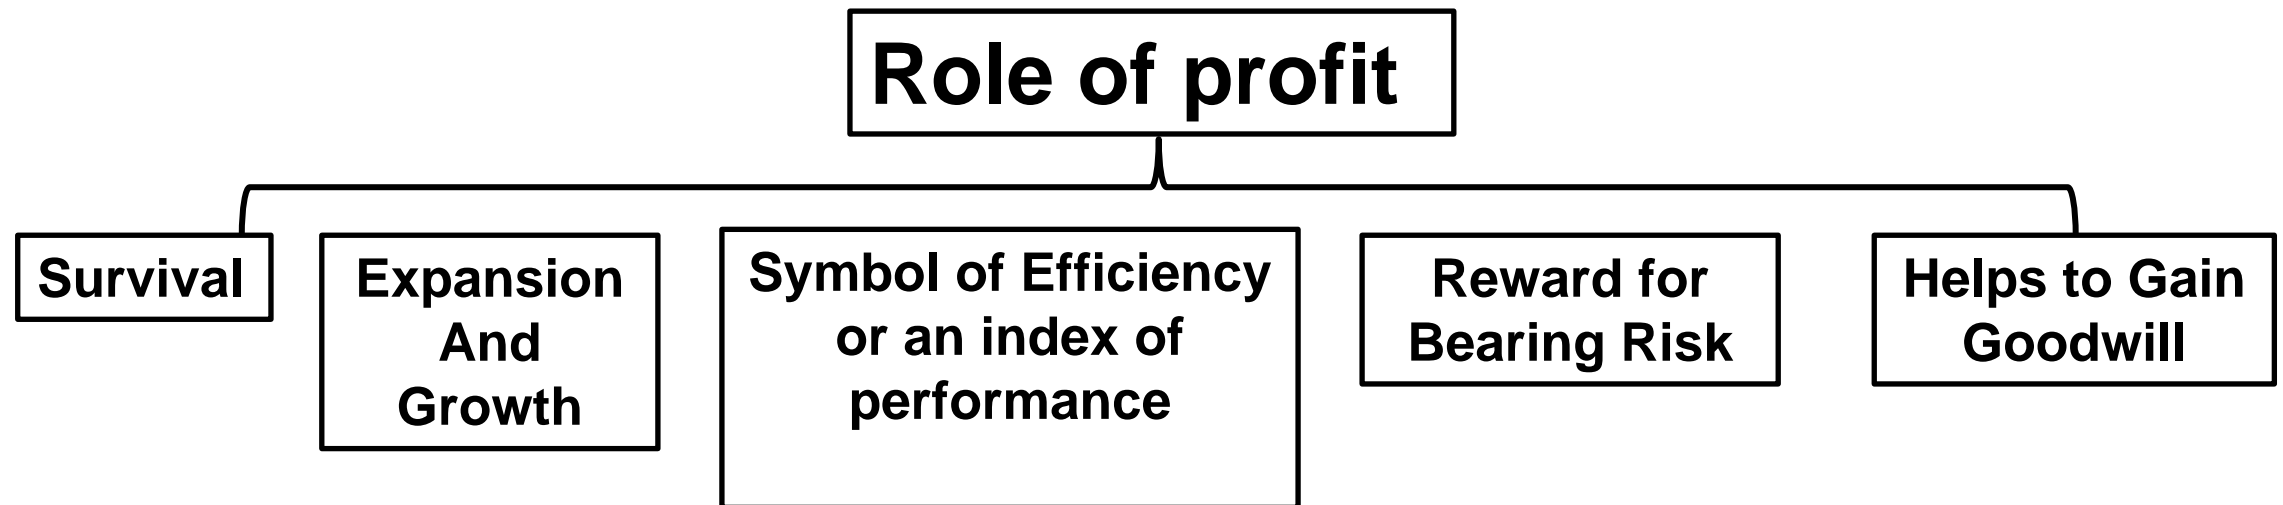 Role of profit
Survival
Expansion
And
Growth
Symbol of Efficiency
or an index of
performance
Reward for
Bearing Risk
Helps to Gain
Goodwill